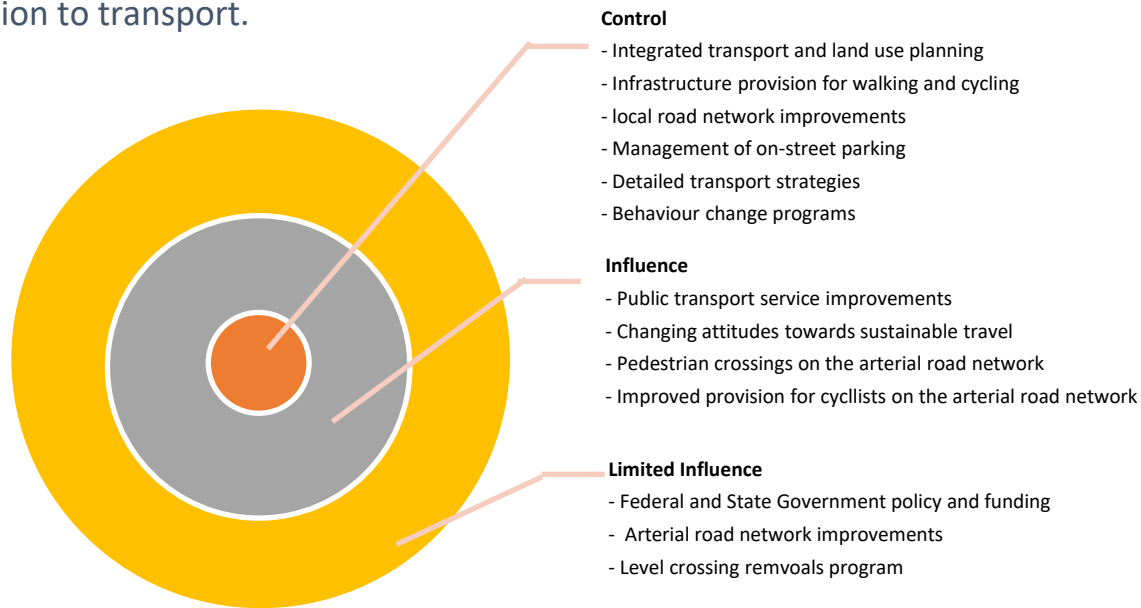 ion to transport.
Control
- Integrated transport and land use planning
- Infrastructure provision for walking and cycling
- local road network improvements
- Management of on-street parking
- Detailed transport strategies
- Behaviour change programs
Influence
- Public transport service improvements
- Changing attitudes towards sustainable travel
- Pedestrian crossings on the arterial road network
- Improved provision for cycllists on the arterial road network
Limited Influence
- Federal and State Government policy and funding
- Arterial road network improvements
- Level crossing remvoals program